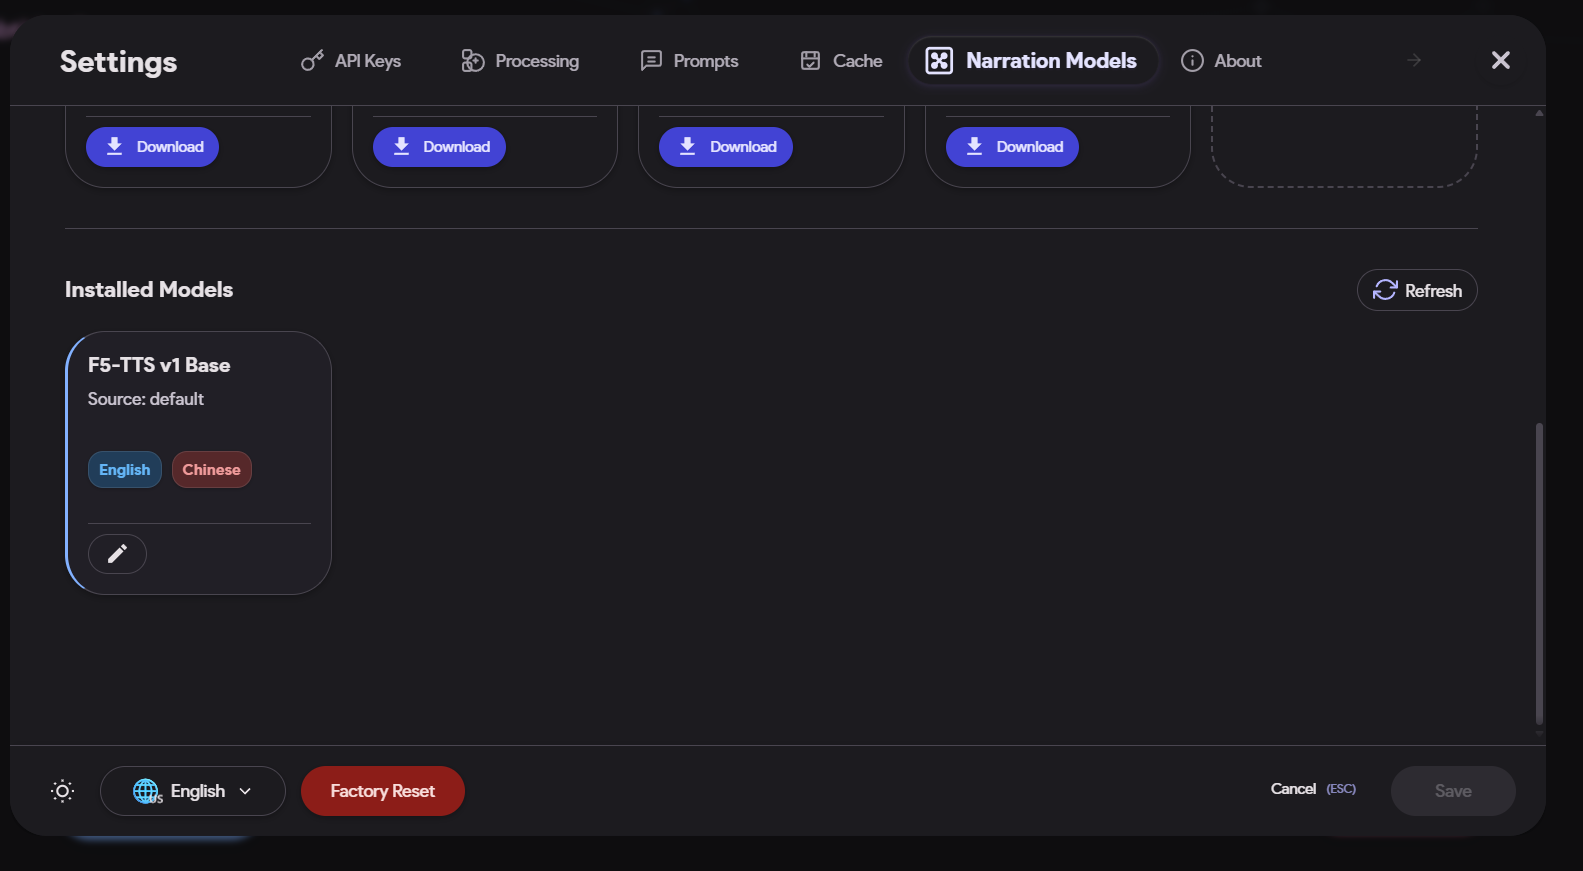 Settings
API Keys
Processing
Prompts
Cache
Narration Models
About
Download
Download
Download
Download
Installed Models
Refresh
F5-TTS v1 Base
Source: default
English
Chinese
US
English
Factory Reset
Cancel (ESC)
Save